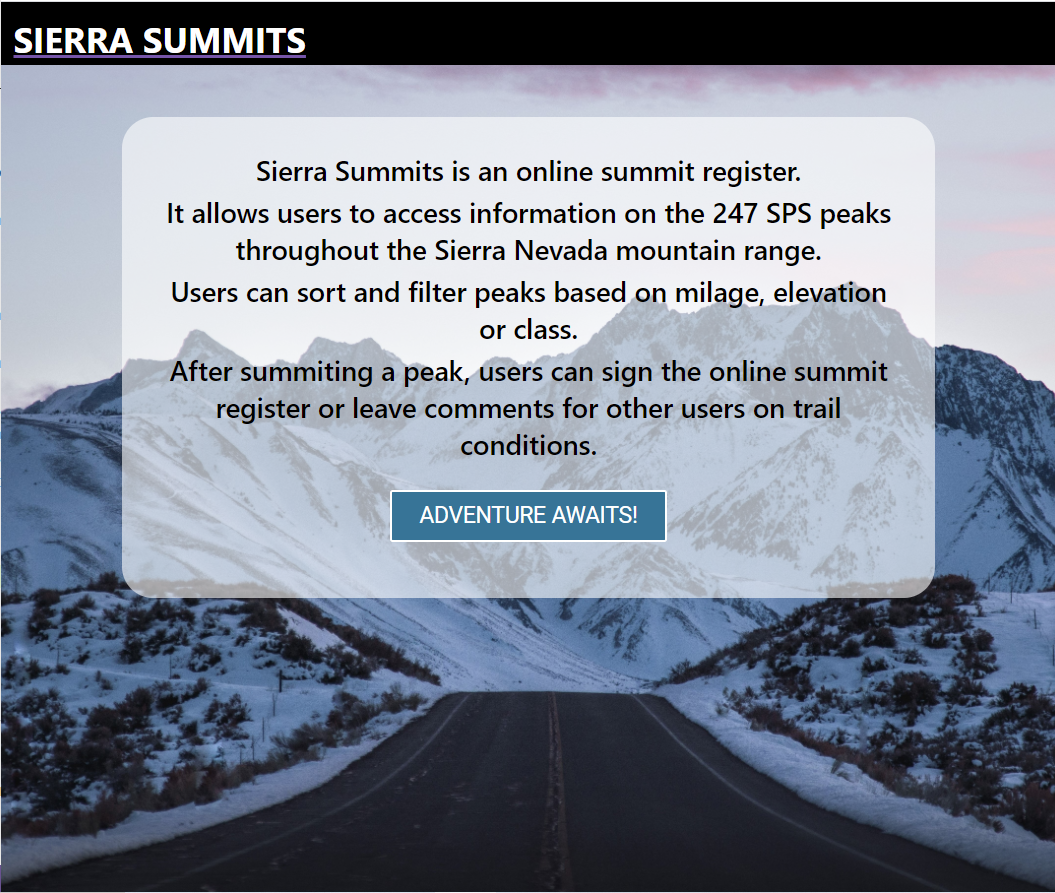 SIERRA SUMMITS
Sierra Summits is an online summit register.
It allows users to access information on the 247 SPS peaks
throughout the Sierra Nevada mountain range.
Users can sort and filter peaks based on milage, elevation
or class.
After summiting a peak, users can sign the online summit
register or leave comments for other users on trail
conditions.
ADVENTURE AWAITS!